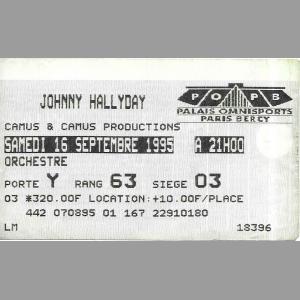 JOHNNY HALLYDAY
POPB
PALAIS OMNISPORTS
PARIS BERCY
CAMUS & CAMUS PRODUCTIONS
SAMEDI 16 SEPTEMBRE 1995 A 21H00
ORCHESTRE
PORTE Y RANG 63 SIEGE 03
03 *320.00F LOCATION:+10.00F/PLACE
442 070895 01 167 22910180
LM 18396